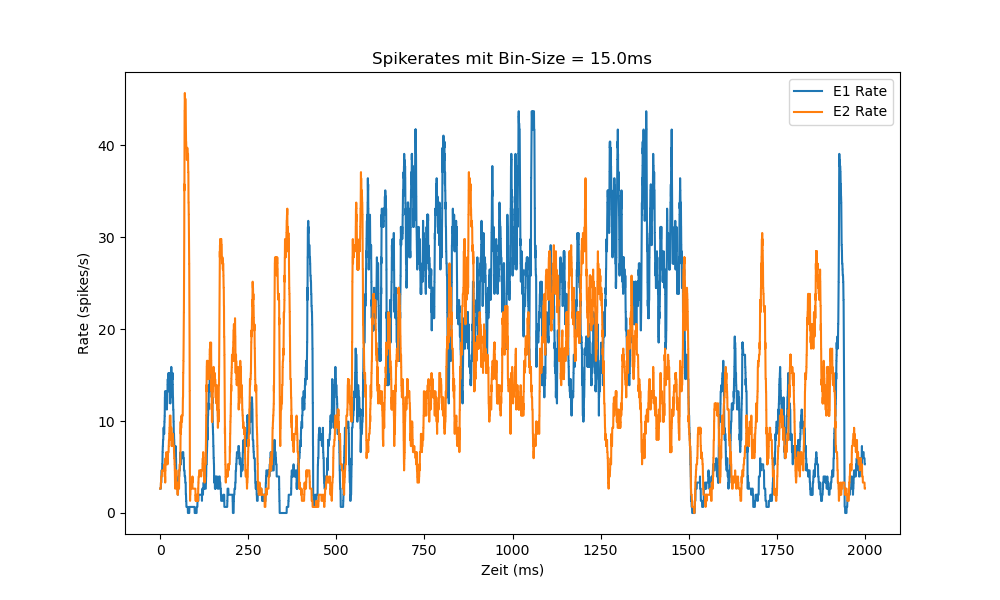 Spikerates mit Bin-Size = 15.0ms
E1 Rate
E2 Rate
Rate (spikes/s)
40
30
20
10
0
0 250 500 750 1000 1250 1500 1750 2000
Zeit (ms)